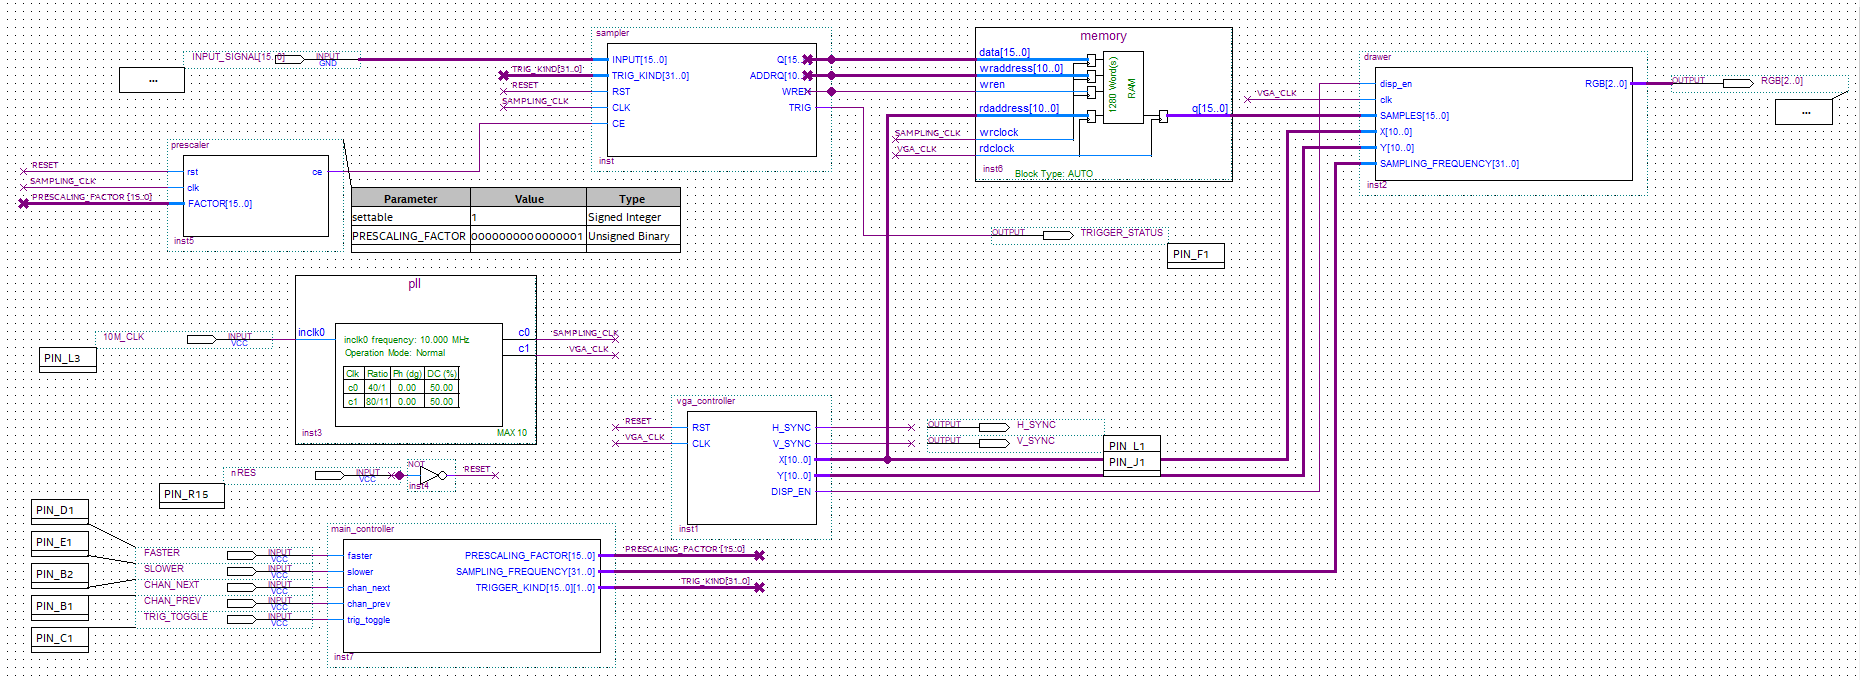 sampler
INPUT_SIGNAL[15..0]
INPUT
GND
...
INPUT[15..0]
Q[15..
TRIG_KIND[31..0]
TRIG_KIND[31..0]
ADDRQ[10..
RESET
RST
WREN
SAMPLING_CLK
CLK
TRIG
CE
inst
memory
data[15..0]
wraddress[10..0]
wren
rdaddress[10..0]
q[15..0]
1280 Word(s)
RAM
SAMPLING_CLK
wrclock
VGA_CLK
rdclock
inst6
Block Type: AUTO
drawer
disp_en
RGB[2..0]
VGA_CLK
clk
SAMPLES[15..0]
X[10..0]
Y[10..0]
SAMPLING_FREQUENCY[31..0]
inst2
OUTPUT
RGB[2..0]
...
prescaler
RESET
rst
ce
SAMPLING_CLK
clk
PRESCALING_FACTOR [15..0]
FACTOR[15..0]
inst5
Parameter Value Type
settable 1 Signed Integer
PRESCALING_FACTOR 0000000000000001 Unsigned Binary
OUTPUT
TRIGGER_STATUS
PIN_F1
pll
10M_CLK
INPUT
VCC
PIN_L3
inclk0
c0
SAMPLING_CLK
c1
VGA_CLK
inclk0 frequency: 10.000 MHz
Operation Mode: Normal
Clk Ratio Ph (dg) DC (%)
c0 40/1 0.00 50.00
c1 80/11 0.00 50.00
inst3
MAX 10
vga_controller
RESET
RST
H_SYNC
OUTPUT
H_SYNC
VGA_CLK
CLK
V_SYNC
OUTPUT
V_SYNC
X[10..0]
Y[10..0]
DISP_EN
inst1
PIN_L1
PIN_J1
nRES
INPUT
VCC
NOT
inst4
RESET
PIN_R15
PIN_D1
PIN_E1
PIN_B2
PIN_B1
PIN_C1
main_controller
FASTER
INPUT
VCC
faster
PRESCALING_FACTOR[15..0]
PRESCALING_FACTOR [15..0]
SLOWER
INPUT
VCC
slower
SAMPLING_FREQUENCY[31..0]
CHAN_NEXT
INPUT
VCC
chan_next
TRIGGER_KIND[15..0][1..0]
TRIG_KIND[31..0]
CHAN_PREV
INPUT
VCC
chan_prev
TRIG_TOGGLE
INPUT
VCC
trig_toggle
inst7